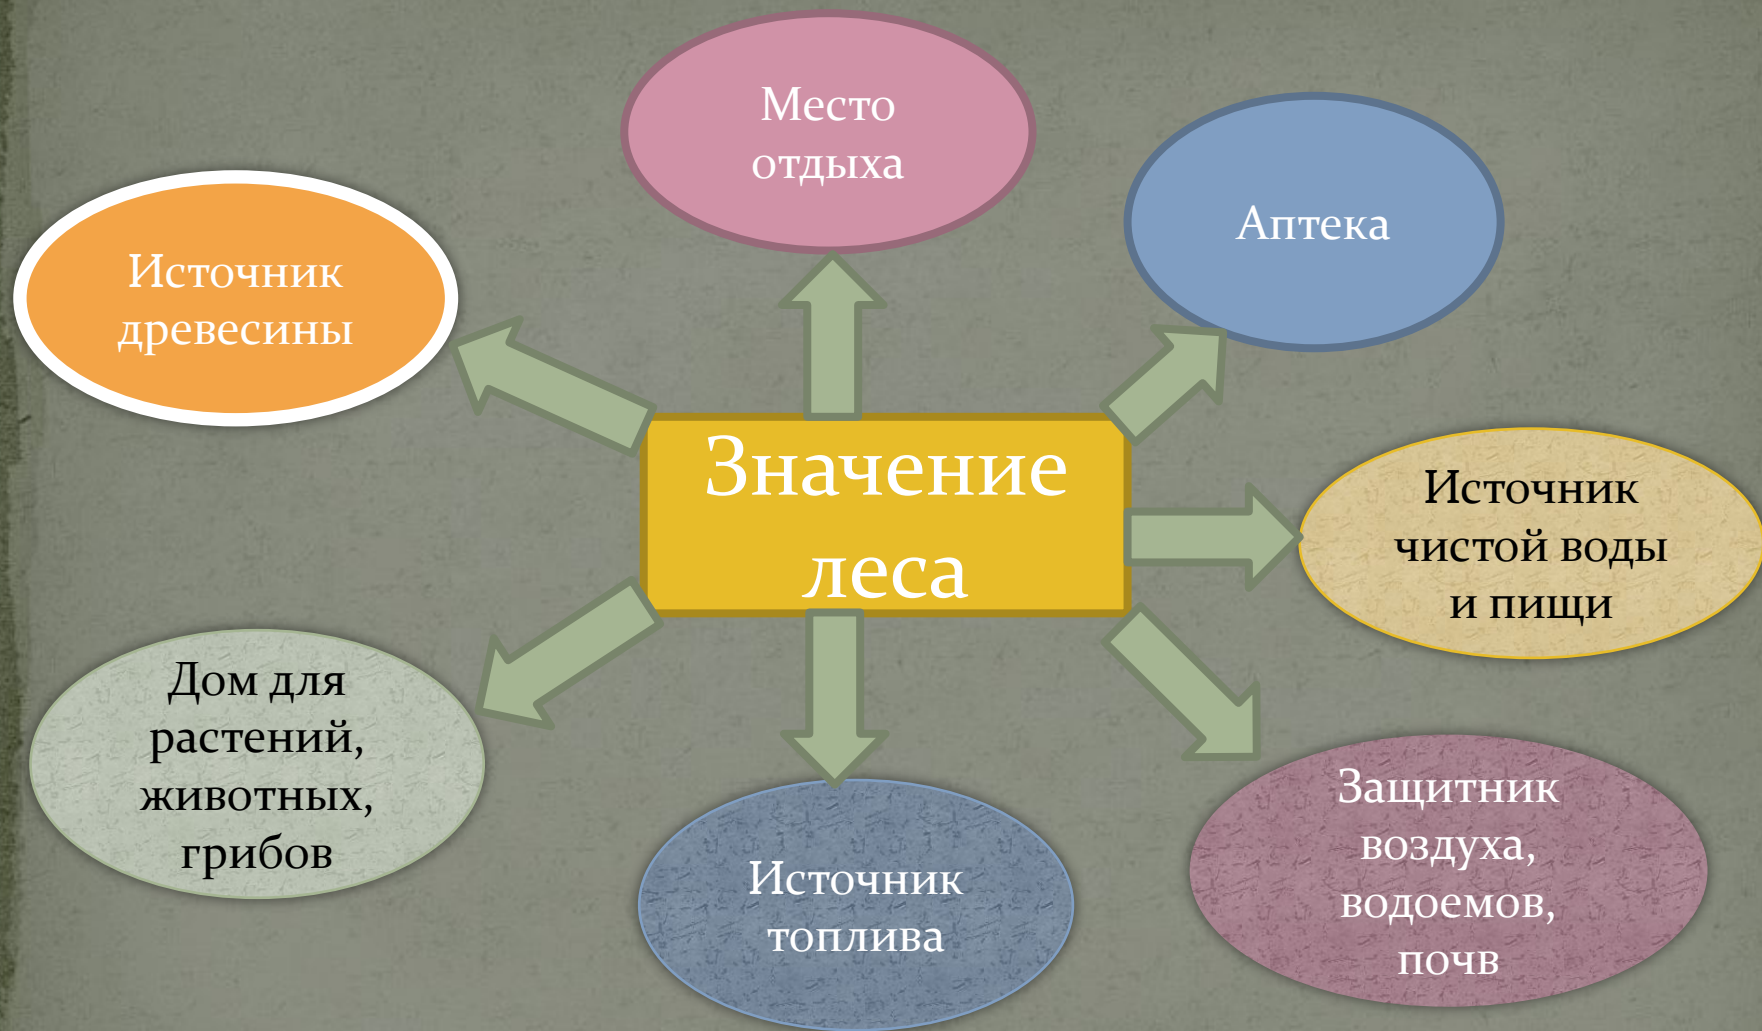 Место
отдыха
Аптека
Источник
древесины
Значение
леса
Источник
чистой воды
и пищи
Дом для
растений,
животных,
грибов
Источник
топлива
Защитник
воздуха,
водоемов,
почв